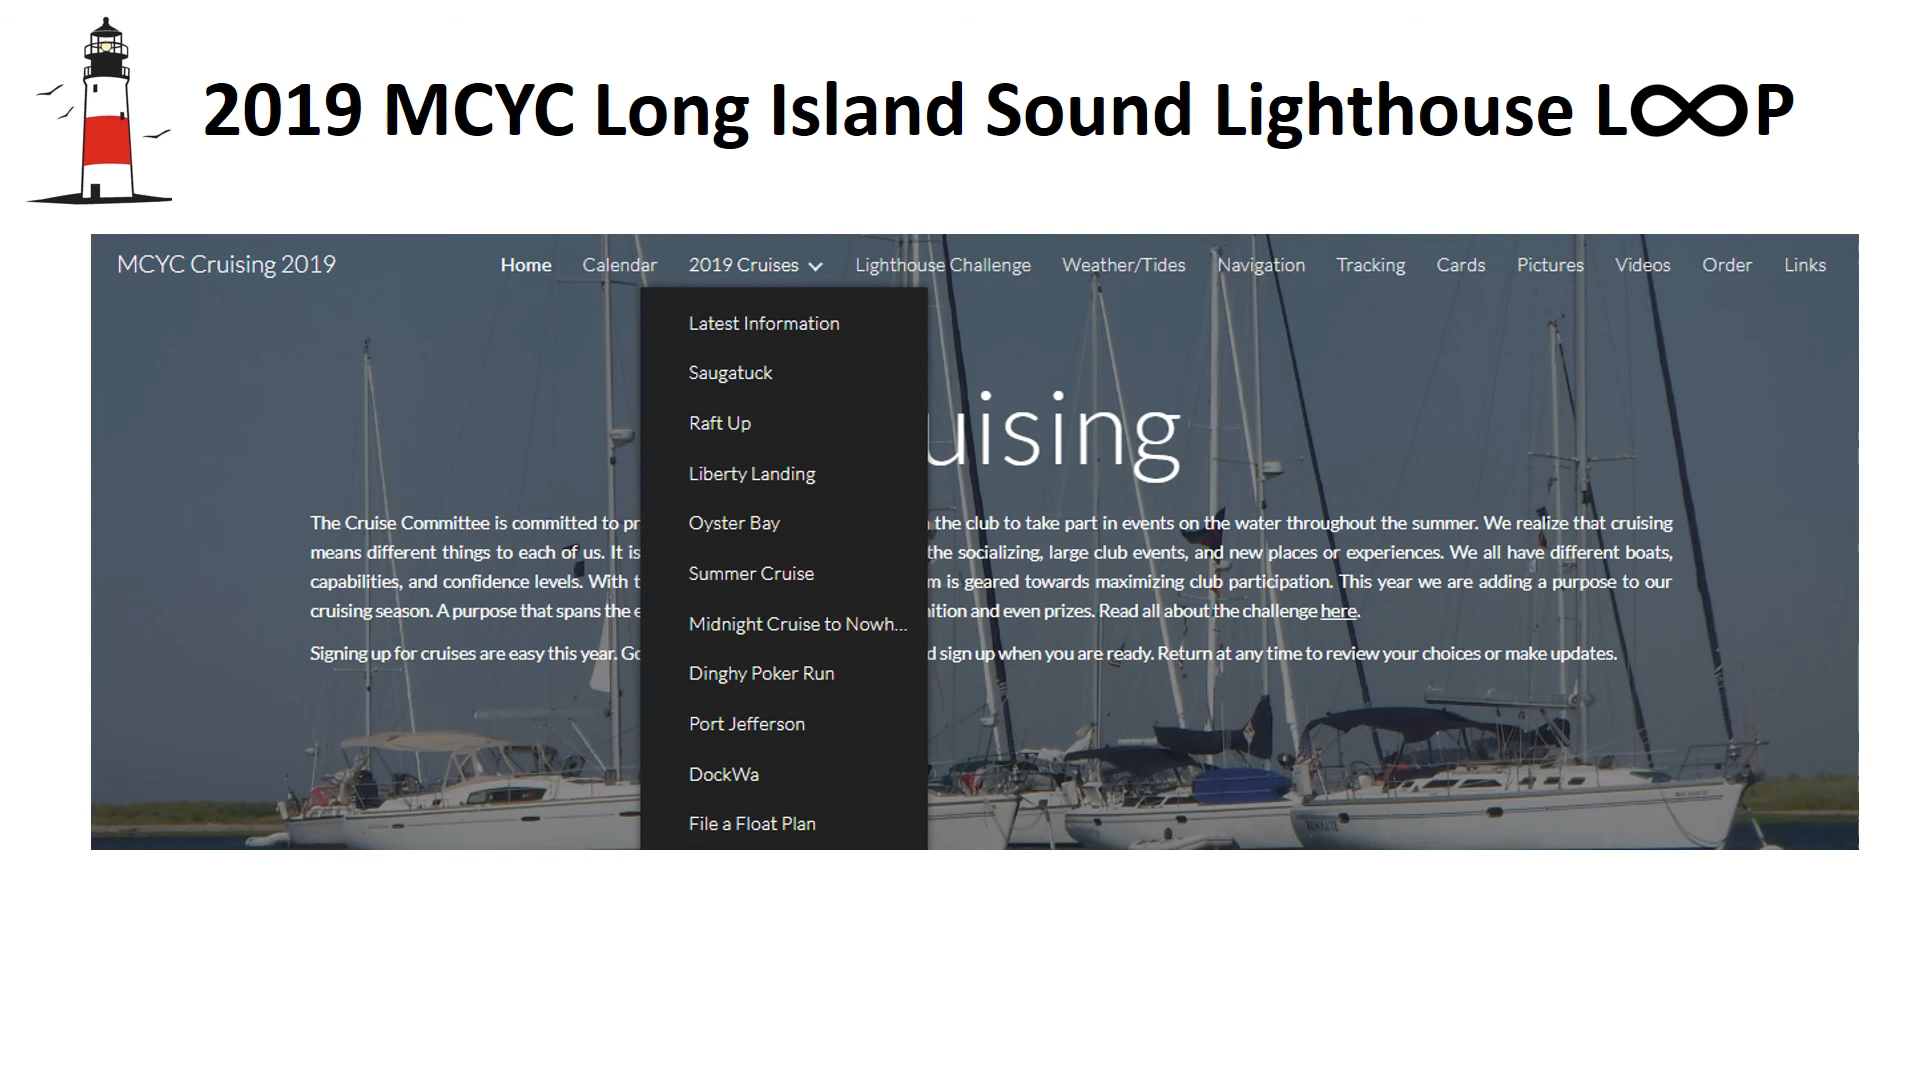 2019 MCYC Long Island Sound Lighthouse L∞P
MCYC Cruising 2019
Home Calendar 2019 Cruises Lighthouse Challenge Weather/Tides Navigation Tracking Cards Pictures Videos Order Links
Latest Information
Saugatuck
Raft Up
Liberty Landing
Oyster Bay
Summer Cruise
Midnight Cruise to Nowh...
Dinghy Poker Run
Port Jefferson
DockWa
File a Float Plan
uising
The Cruise Committee is committed to pr the club to take part in events on the water throughout the summer. We realize that cruising
means different things to each of us. It is the socializing, large club events, and new places or experiences. We all have different boats,
capabilities, and confidence levels. With t m is geared towards maximizing club participation. This year we are adding a purpose to our
cruising season. A purpose that spans the e nition and even prizes. Read all about the challenge here.
Signing up for cruises are easy this year. Go d sign up when you are ready. Return at any time to review your choices or make updates.